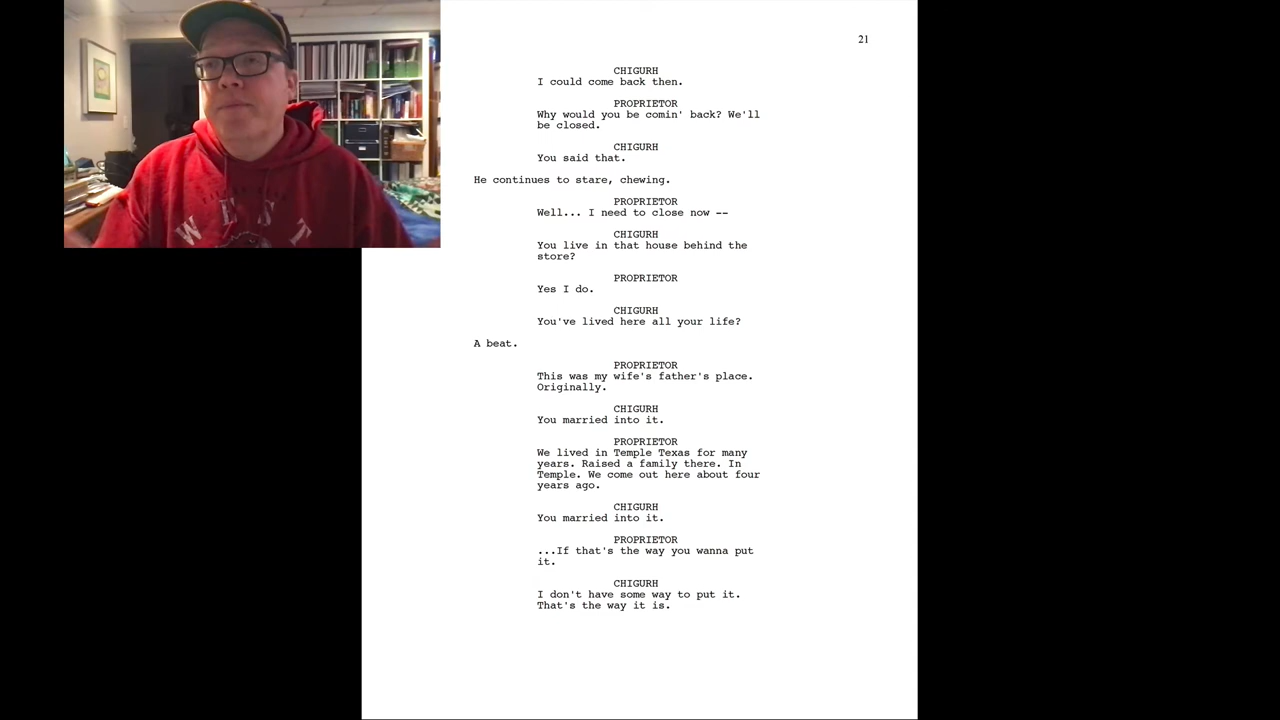 21
CHIGURH
I could come back then.
PROPRIETOR
Why would you be comin' back? We'll
be closed.
CHIGURH
You said that.
He continues to stare, chewing.
PROPRIETOR
Well... I need to close now --
CHIGURH
You live in that house behind the
store?
PROPRIETOR
Yes I do.
CHIGURH
You've lived here all your life?
A beat.
PROPRIETOR
This was my wife's father's place.
Originally.
CHIGURH
You married into it.
PROPRIETOR
We lived in Temple Texas for many
years. Raised a family there. In
Temple. We come out here about four
years ago.
CHIGURH
You married into it.
PROPRIETOR
...If that's the way you wanna put
it.
CHIGURH
I don't have some way to put it.
That's the way it is.